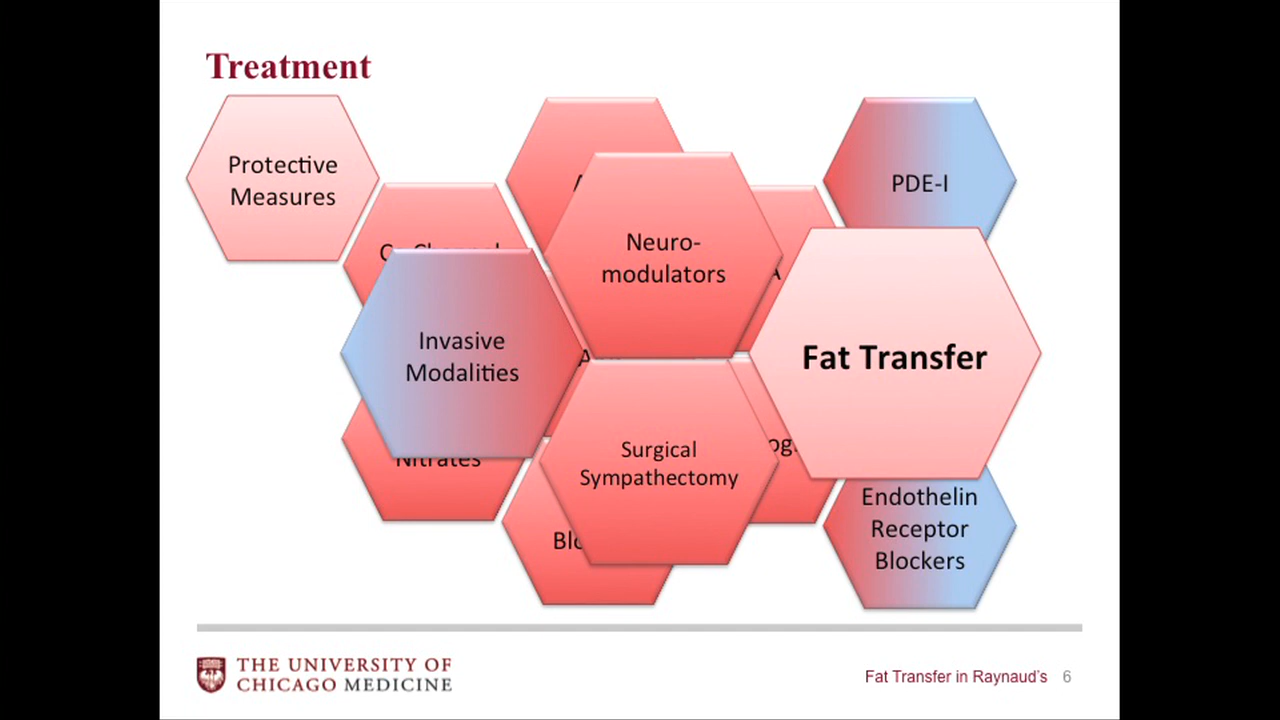 Treatment
Protective
Measures
PDE-I
Neuro-
modulators
Invasive
Modalities
Fat Transfer
Nitrates
Surgical
Sympathectomy
Endothelin
Receptor
Blockers
THE UNIVERSITY OF
CHICAGO MEDICINE
Fat Transfer in Raynaud's 6